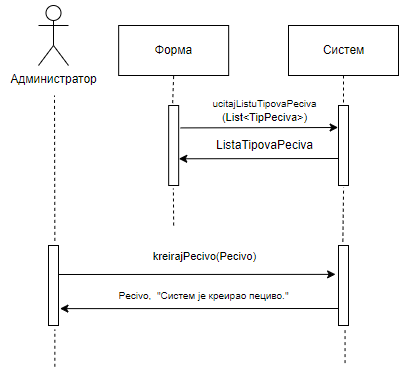 Форма
Систем
Администратор
ucitajListuTipovaPeciva
(List<TipPeciva>)
ListaTipovaPeciva
kreirajPecivo(Pecivo)
Pecivo, "Систем је креирао пециво."